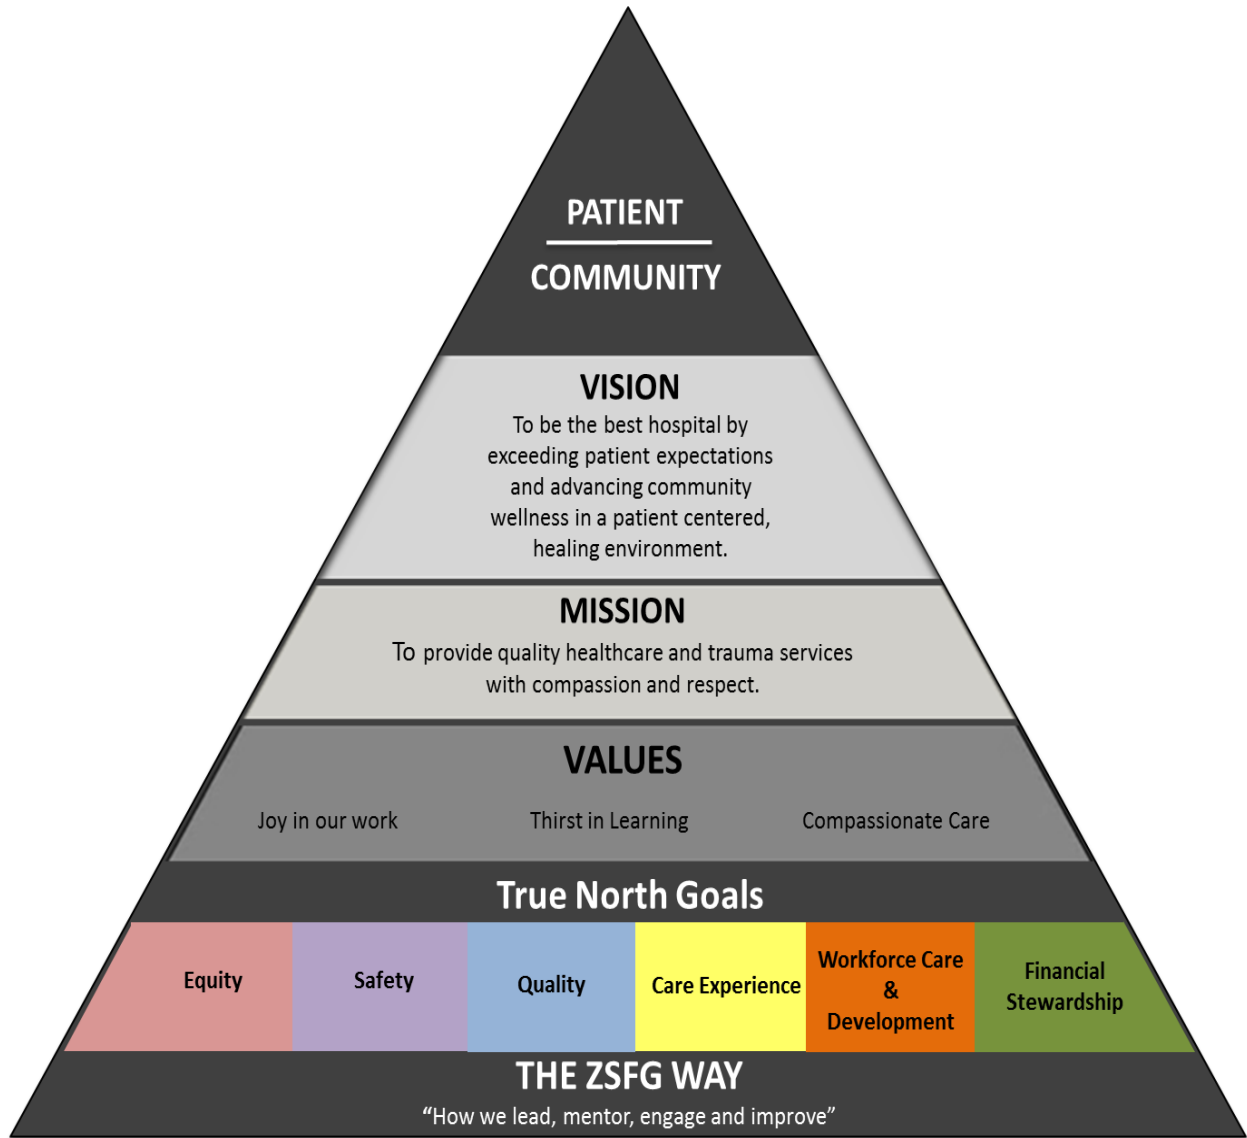 PATIENT
COMMUNITY
VISION
To be the best hospital by
exceeding patient expectations
and advancing community
wellness in a patient centered,
healing environment.
MISSION
To provide quality healthcare and trauma services
with compassion and respect.
VALUES
Joy in our work
Thirst in Learning
Compassionate Care
True North Goals
Equity
Safety
Quality
Care Experience
Workforce Care
&
Development
Financial
Stewardship
THE ZSFG WAY
“How we lead, mentor, engage and improve”